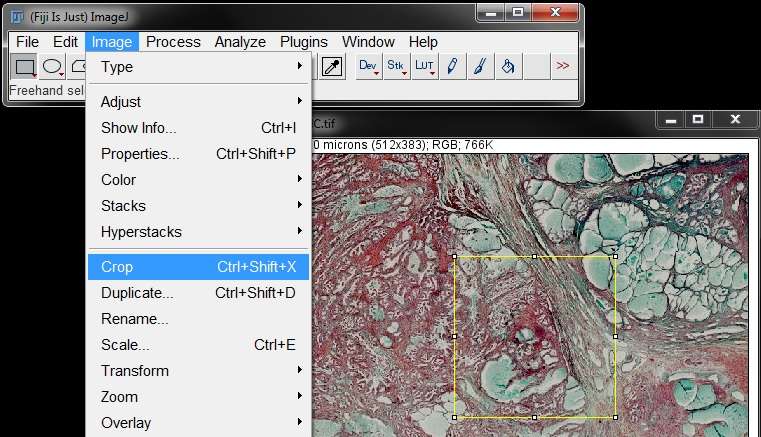 (Fiji Is Just) ImageJ
File Edit Image Process Analyze Plugins Window Help
Dev Stk LUT >>
Freehand sel
C.tif
0 microns (512x383); RGB; 766K
Type
Adjust
Show Info... Ctrl+I
Properties... Ctrl+Shift+P
Color
Stacks
Hyperstacks
Crop Ctrl+Shift+X
Duplicate... Ctrl+Shift+D
Rename...
Scale... Ctrl+E
Transform
Zoom
Overlay